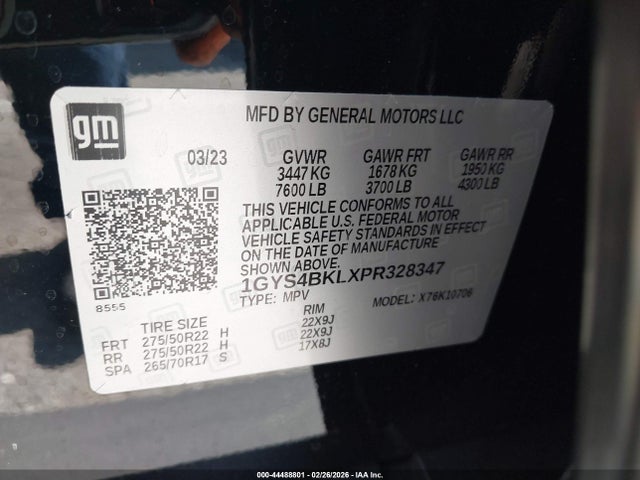 gm
MFD BY GENERAL MOTORS LLC
03/23 GVWR GAWR FRT GAWR RR
3447 KG 1678 KG 1950 KG
7600 LB 3700 LB 4300 LB
THIS VEHICLE CONFORMS TO ALL
APPLICABLE U.S. FEDERAL MOTOR
VEHICLE SAFETY STANDARDS IN EFFECT
ON THE DATE OF MANUFACTURE
SHOWN ABOVE.
1GYS4BKLXPR328347
TYPE: MPV MODEL: X76K10706
8555
TIRE SIZE RIM
FRT 275/50R22 H 22X9J
RR 275/50R22 H 22X9J
SPA 265/70R17 S 17X8J
000-44488801 - 02/26/2026 - IAA Inc.